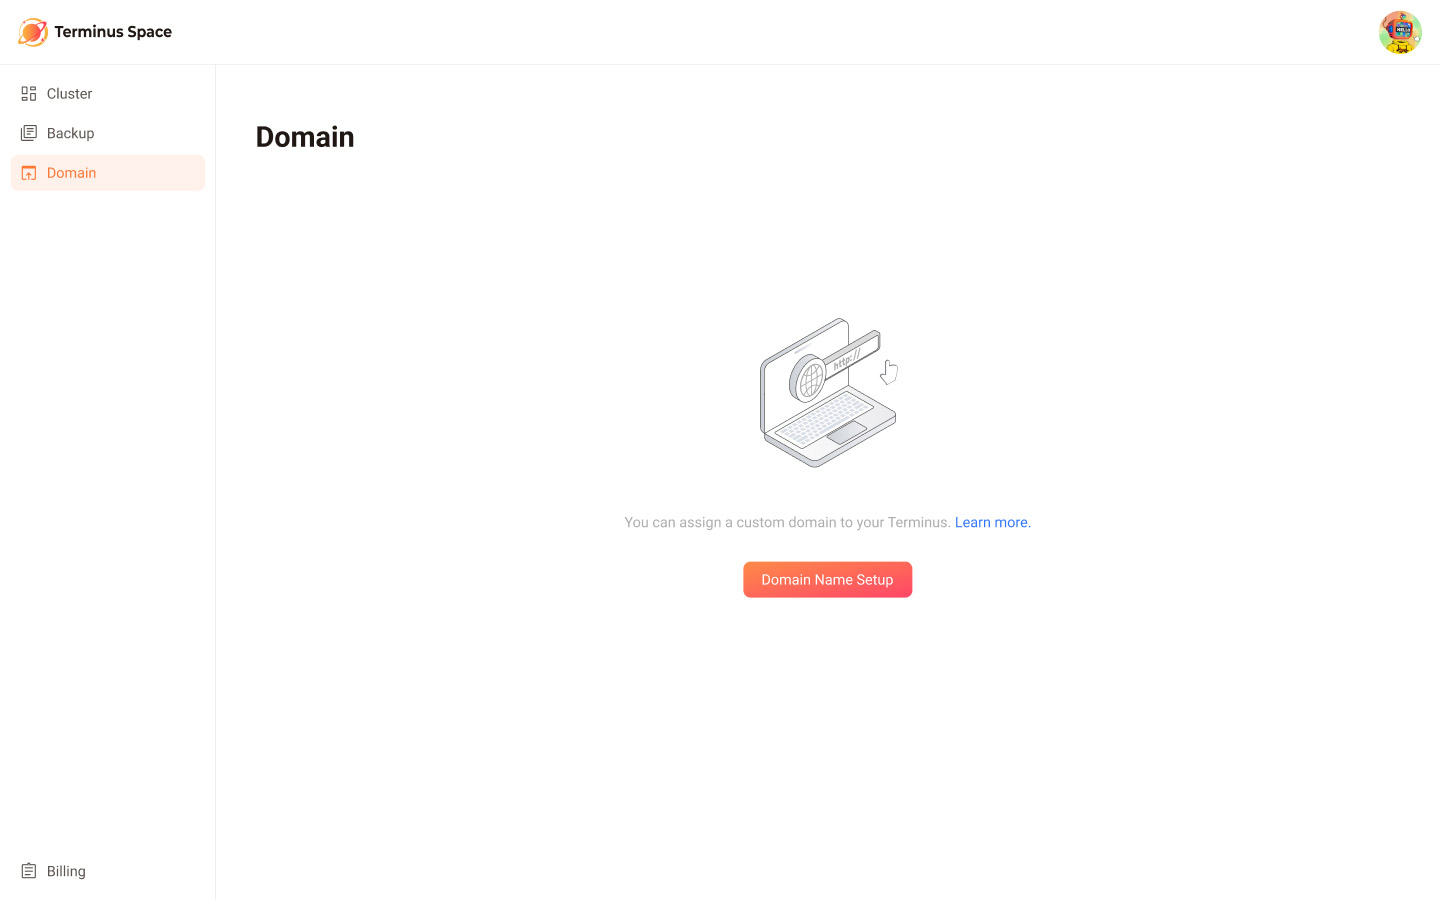 Terminus Space
Cluster
Backup
Domain
Domain
http://
You can assign a custom domain to your Terminus. Learn more.
Domain Name Setup
Billing